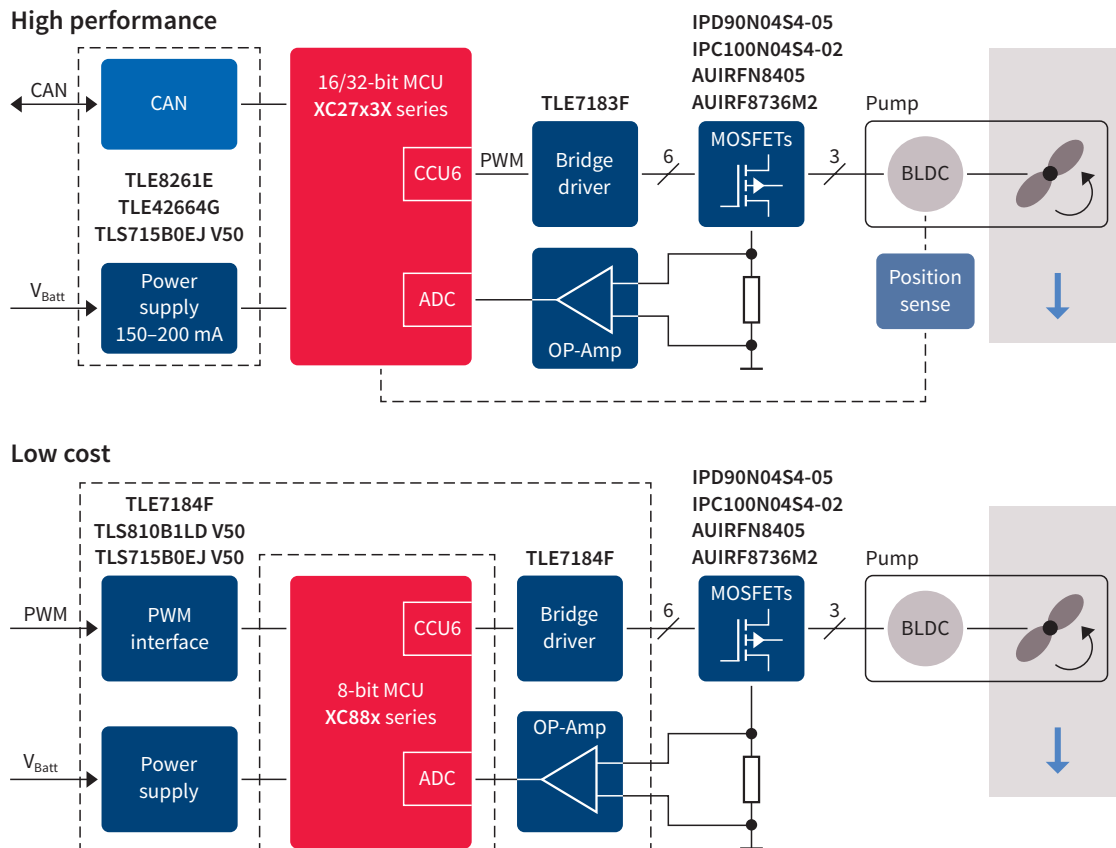 High performance
CAN
CAN
TLE8261E
TLE42664G
TLS715B0EJ V50
V_Batt
Power
supply
150–200 mA
16/32-bit MCU
XC27x3X series
CCU6
ADC
PWM
TLE7183F
Bridge
driver
OP-Amp
6
IPD90N04S4-05
IPC100N04S4-02
AUIRFN8405
AUIRF8736M2
MOSFETs
3
Pump
BLDC
Position
sense
Low cost
TLE7184F
TLS810B1LD V50
TLS715B0EJ V50
PWM
PWM
interface
V_Batt
Power
supply
8-bit MCU
XC88x series
CCU6
ADC
TLE7184F
Bridge
driver
OP-Amp
6
IPD90N04S4-05
IPC100N04S4-02
AUIRFN8405
AUIRF8736M2
MOSFETs
3
Pump
BLDC